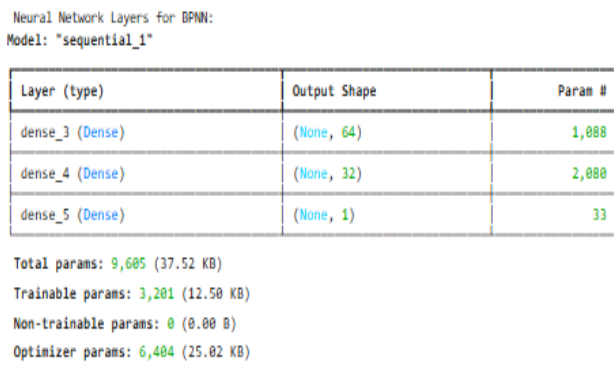 Neural Network Layers for BPNN:
Model: "sequential_1"
Layer (type) Output Shape Param #
dense_3 (Dense) (None, 64) 1,088
dense_4 (Dense) (None, 32) 2,080
dense_5 (Dense) (None, 1) 33
Total params: 9,605 (37.52 KB)
Trainable params: 3,201 (12.50 KB)
Non-trainable params: 0 (0.00 B)
Optimizer params: 6,404 (25.02 KB)